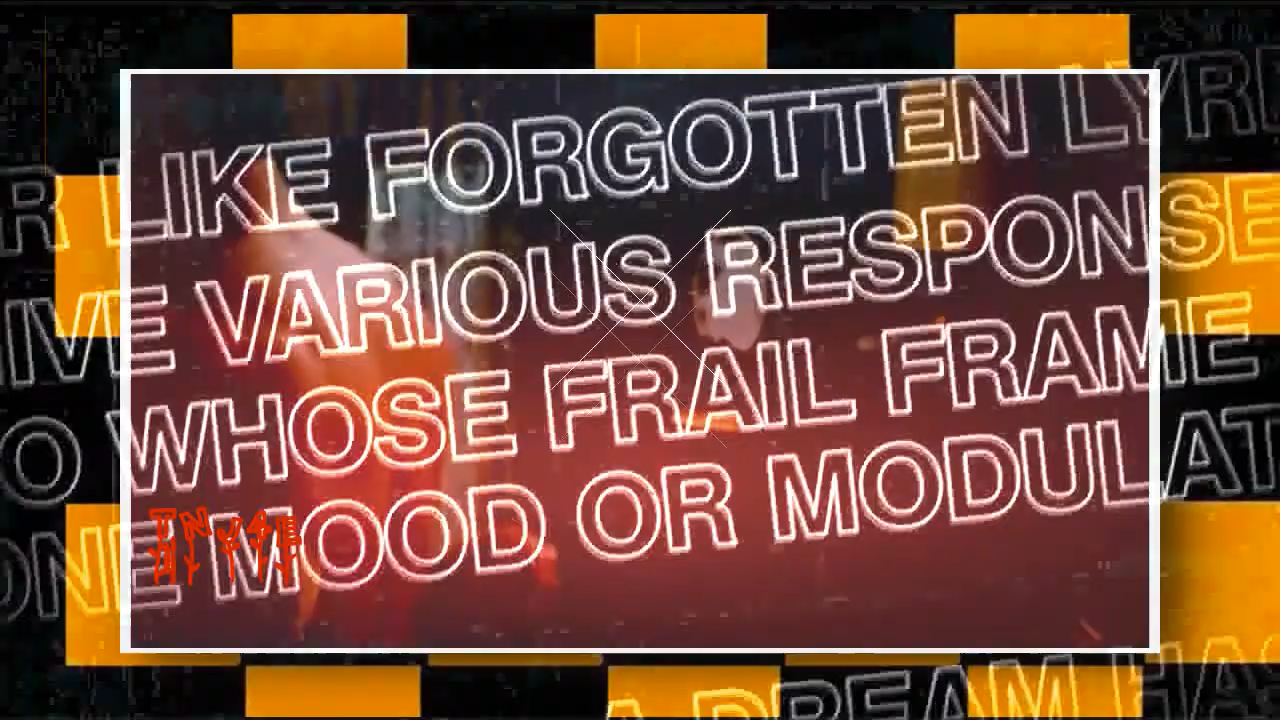 R LIKE FORGOTTEN LYR
IVE VARIOUS RESPONSE
O WHOSE FRAIL FRAME
ONE MOOD OR MODULAT
A DREAM HAS